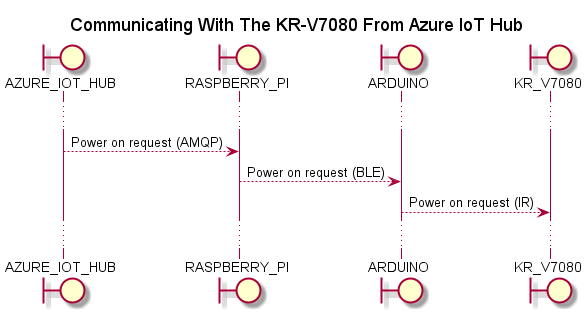 Communicating With The KR-V7080 From Azure IoT Hub
AZURE_IOT_HUB RASPBERRY_PI ARDUINO KR_V7080
Power on request (AMQP)
Power on request (BLE)
Power on request (IR)
AZURE_IOT_HUB RASPBERRY_PI ARDUINO KR_V7080